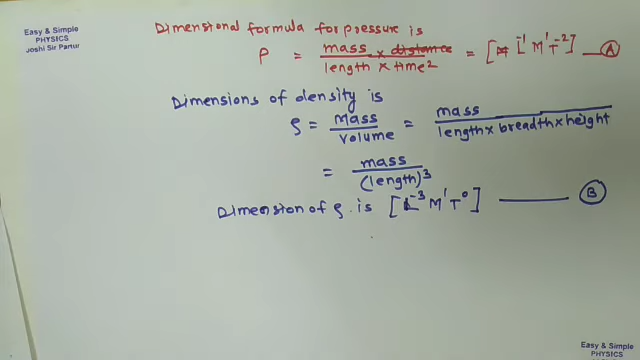 Easy & Simple
PHYSICS
Joshi Sir Partur
Dimensional formula for pressure is
P = mass × distance / length × time² = [L⁻¹ M¹ T⁻²] — A
Dimensions of density is
ρ = mass / volume = mass / length × breadth × height
= mass / (length)³
Dimension of ρ is [L⁻³ M¹ T⁰] — B
Easy & Simple
PHYSICS